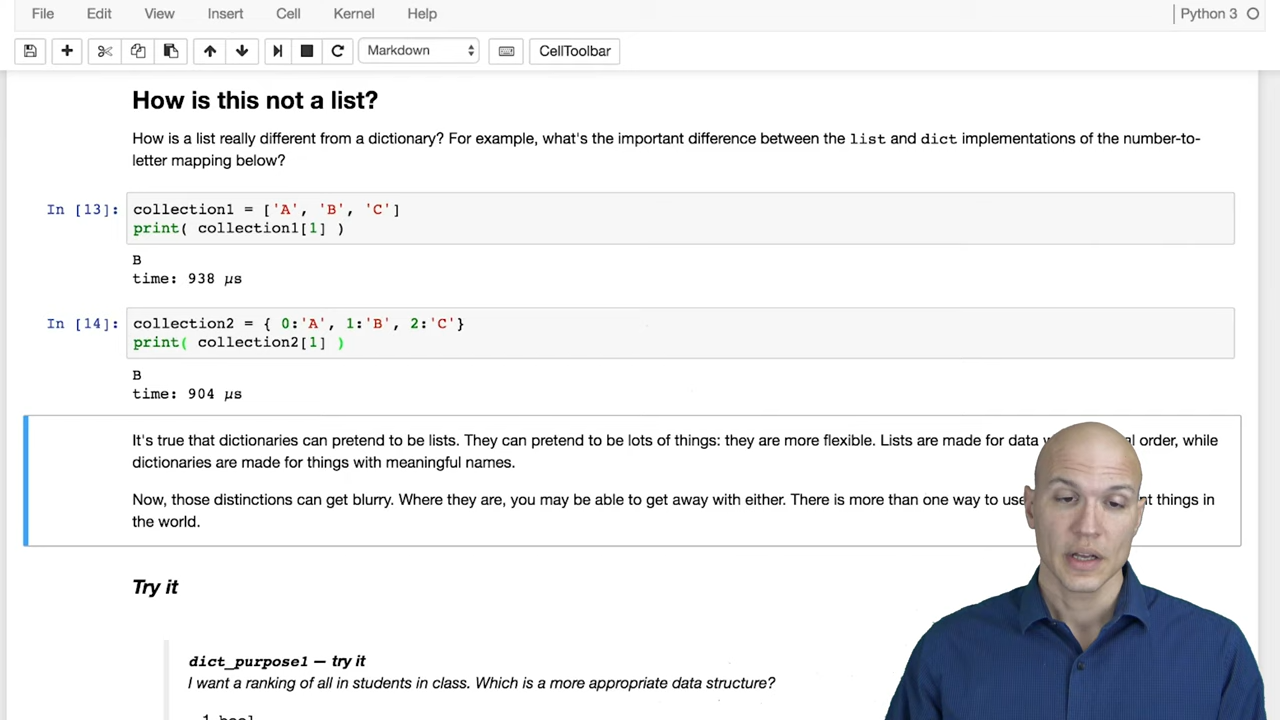 File Edit View Insert Cell Kernel Help Python 3
Markdown CellToolbar
How is this not a list?
How is a list really different from a dictionary? For example, what's the important difference between the list and dict implementations of the number-to-
letter mapping below?
In [13]: collection1 = ['A', 'B', 'C']
print( collection1[1] )
B
time: 938 µs
In [14]: collection2 = { 0:'A', 1:'B', 2:'C'}
print( collection2[1] )
B
time: 904 µs
It's true that dictionaries can pretend to be lists. They can pretend to be lots of things: they are more flexible. Lists are made for data order, while
dictionaries are made for things with meaningful names.
Now, those distinctions can get blurry. Where they are, you may be able to get away with either. There is more than one way to use things in
the world.
Try it
dict_purpose1 — try it
I want a ranking of all in students in class. Which is a more appropriate data structure?